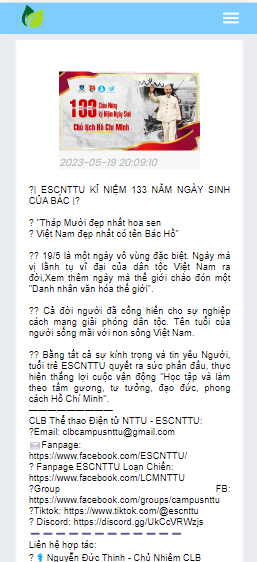 133 Chào Mừng
kỷ Niệm Ngày Sinh
Chủ tịch Hồ Chí Minh
2023-05-19 20:09:10
?| ESCNTTU KỈ NIỆM 133 NĂM NGÀY SINH
CỦA BÁC |?
? "Tháp Mười đẹp nhất hoa sen
? Việt Nam đẹp nhất có tên Bác Hồ"
?? 19/5 là một ngày vô vùng đặc biệt. Ngày mà
vị lãnh tụ vĩ đại của dân tộc Việt Nam ra
đời,Xem thêm ngày mà thế giới chào đón một
"Danh nhân văn hóa thế giới".
?? Cả đời người đã cống hiến cho sự nghiệp
cách mạng giải phóng dân tộc. Tên tuổi của
người sống mãi với non sông Việt Nam.
?? Bằng tất cả sự kính trọng và tin yêu Người,
tuổi trẻ ESCNTTU quyết ra sức phấn đấu, thực
hiện thắng lợi cuộc vận động "Học tập và làm
theo tấm gương, tư tưởng, đạo đức, phong
cách Hồ Chí Minh".
——————————
CLB Thể thao Điện tử NTTU - ESCNTTU:
?Email: clbcampusnttu@gmail.com
📨Fanpage:
https://www.facebook.com/ESCNTTU/
? Fanpage ESCNTTU Loạn Chiến:
https://www.facebook.com/LCMNTTU
?Group FB:
https://www.facebook.com/groups/campusnttu
?Tiktok: https://www.tiktok.com/@escnttu
? Discord: https://discord.gg/UkCcVRWzjs
➖➖➖➖➖➖➖➖➖➖➖➖
Liên hệ hợp tác:
? Nguyễn Đức Thịnh - Chủ Nhiệm CLB